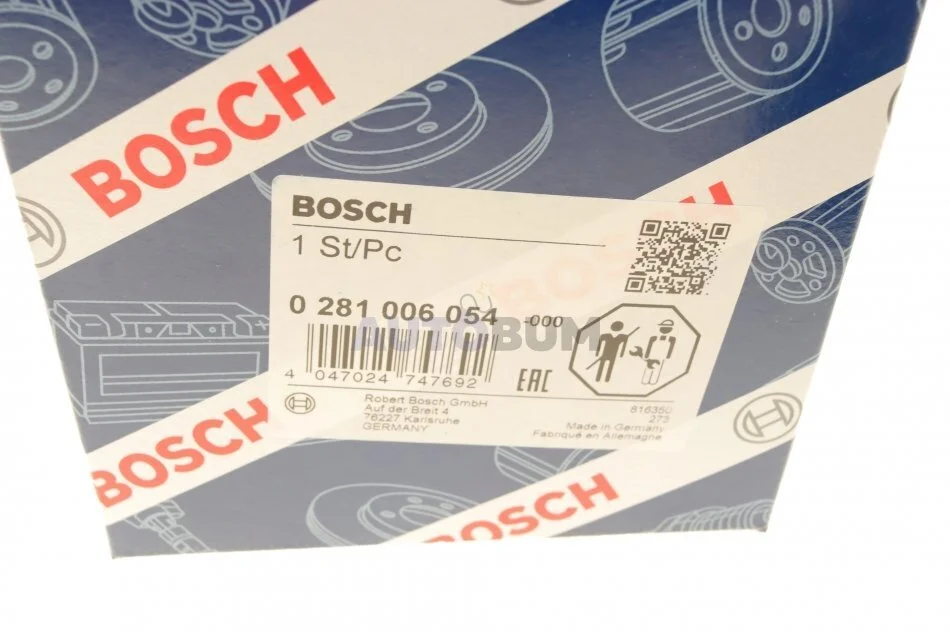 BOSCH
BOSCH
1 St/Pc
BOSCH
0 281 006 054 -000
AUTOBUM
4 047024 747692
EAC
Robert Bosch GmbH
Auf der Breit 4
76227 Karlsruhe
GERMANY
816350
273
Made in Germany
Fabriqué en Allemagne
BOSCH
BOSCH